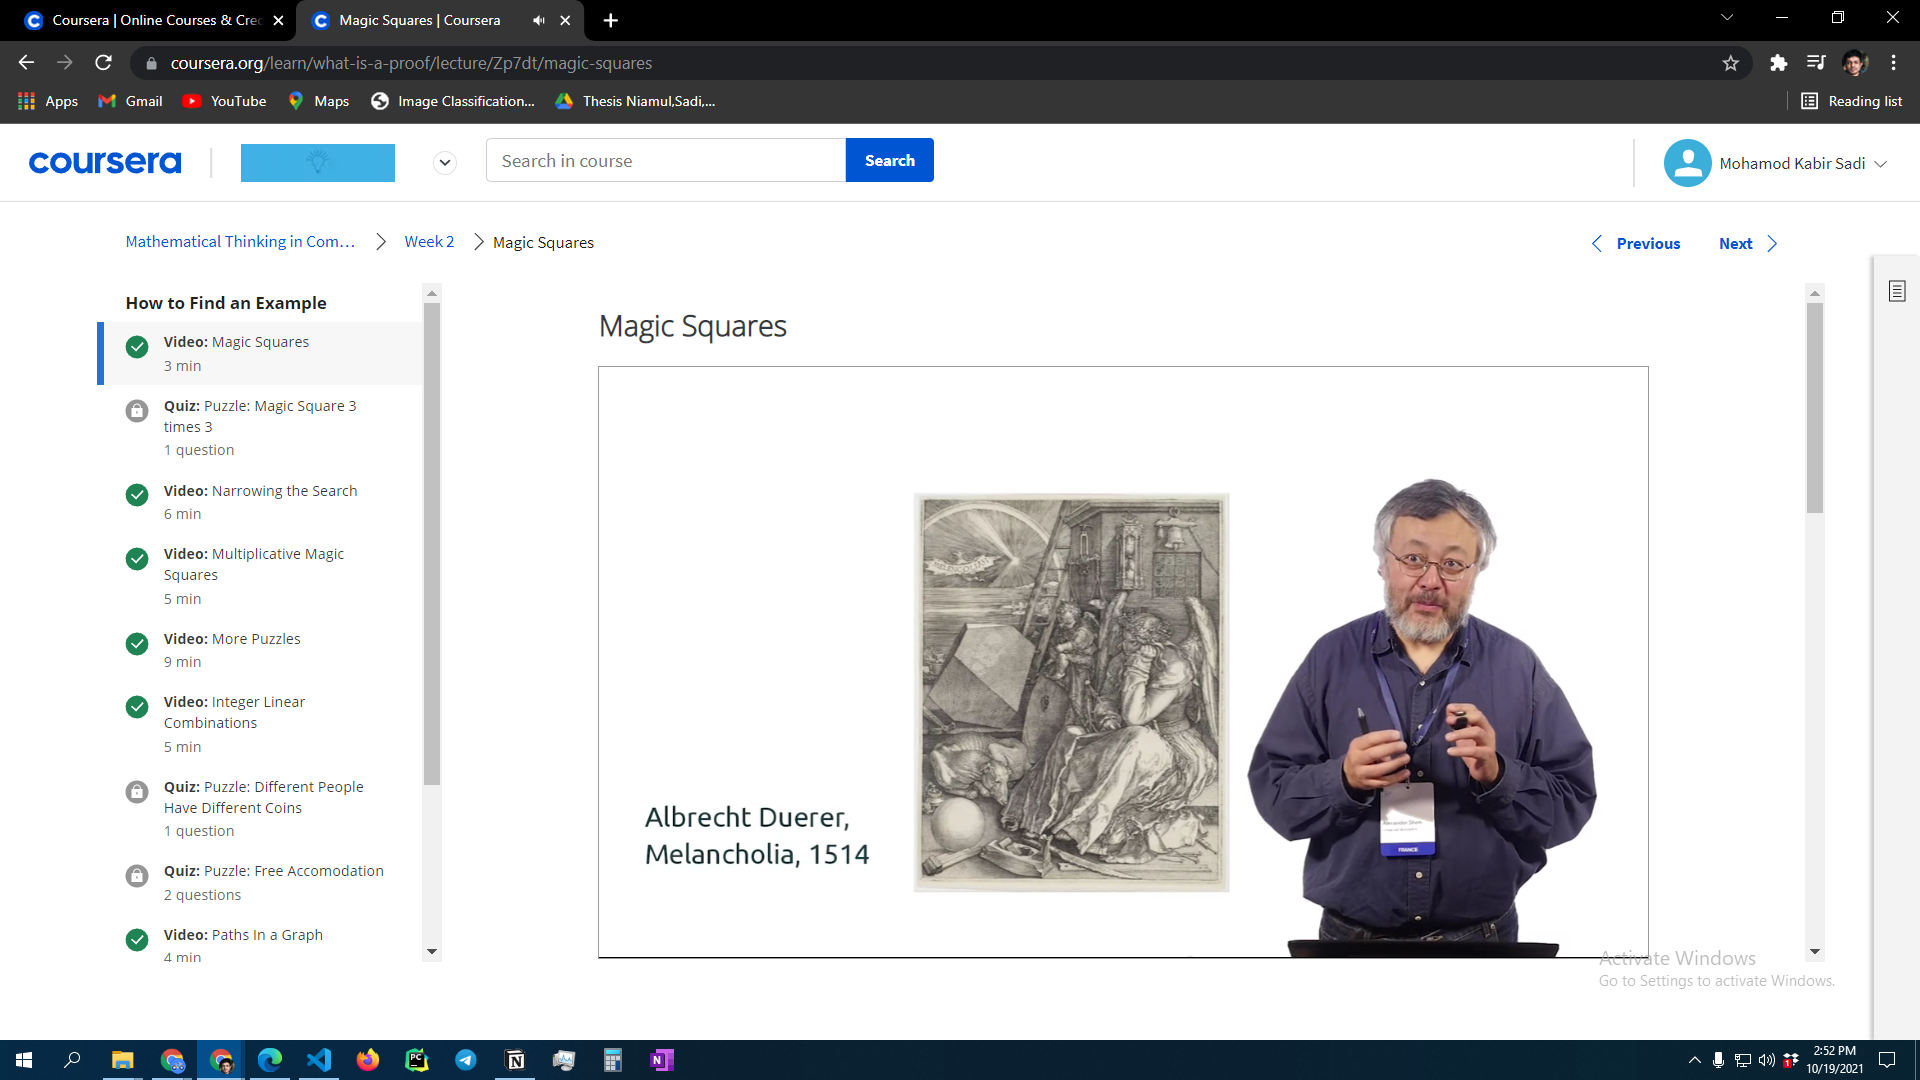 Coursera | Online Courses & Cre
Magic Squares | Coursera
coursera.org/learn/what-is-a-proof/lecture/Zp7dt/magic-squares
Apps
Gmail
YouTube
Maps
Image Classification...
Thesis Niamul,Sadi,...
Reading list
coursera
Search in course
Search
Mohamod Kabir Sadi
Mathematical Thinking in Com...
Week 2
Magic Squares
Previous
Next
How to Find an Example
Video: Magic Squares
3 min
Quiz: Puzzle: Magic Square 3
times 3
1 question
Video: Narrowing the Search
6 min
Video: Multiplicative Magic
Squares
5 min
Video: More Puzzles
9 min
Video: Integer Linear
Combinations
5 min
Quiz: Puzzle: Different People
Have Different Coins
1 question
Quiz: Puzzle: Free Accomodation
2 questions
Video: Paths In a Graph
4 min
Magic Squares
Albrecht Duerer,
Melancholia, 1514
FRANCE
Activate Windows
Go to Settings to activate Windows.
2:52 PM
10/19/2021